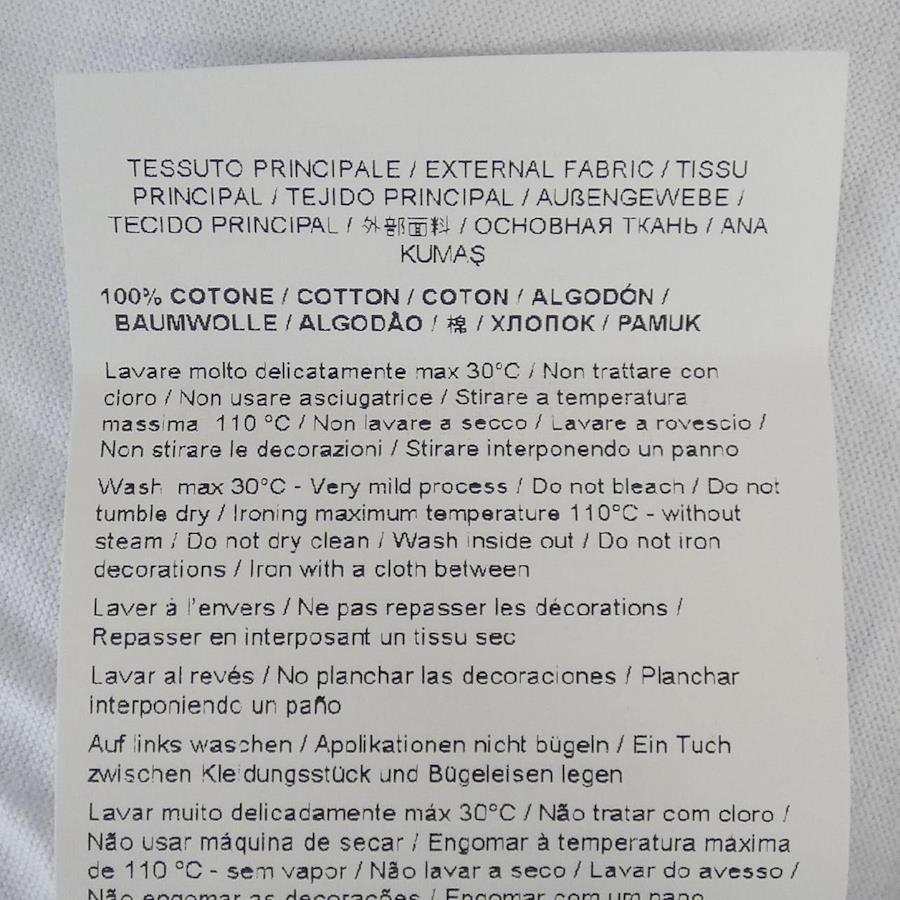 TESSUTO PRINCIPALE / EXTERNAL FABRIC / TISSU
PRINCIPAL / TEJIDO PRINCIPAL / AUßENGEWEBE /
TECIDO PRINCIPAL / 外部面料 / ОСНОВНАЯ ТКАНЬ / ANA
KUMAŞ
100% COTONE / COTTON / COTON / ALGODÓN /
BAUMWOLLE / ALGODÃO / 棉 / ХЛОПОК / PAMUK
Lavare molto delicatamente max 30°C / Non trattare con
cloro / Non usare asciugatrice / Stirare a temperatura
massima 110 °C / Non lavare a secco / Lavare a rovescio /
Non stirare le decorazioni / Stirare interponendo un panno
Wash max 30°C - Very mild process / Do not bleach / Do not
tumble dry / Ironing maximum temperature 110°C - without
steam / Do not dry clean / Wash inside out / Do not iron
decorations / Iron with a cloth between
Laver à l'envers / Ne pas repasser les décorations /
Repasser en interposant un tissu sec
Lavar al revés / No planchar las decoraciones / Planchar
interponiendo un paño
Auf links waschen / Applikationen nicht bügeln / Ein Tuch
zwischen Kleidungsstück und Bügeleisen legen
Lavar muito delicadamente máx 30°C / Não tratar com cloro /
Não usar máquina de secar / Engomar à temperatura máxima
de 110 °C - sem vapor / Não lavar a seco / Lavar do avesso /
Não engomar as decorações / Engomar com um pano